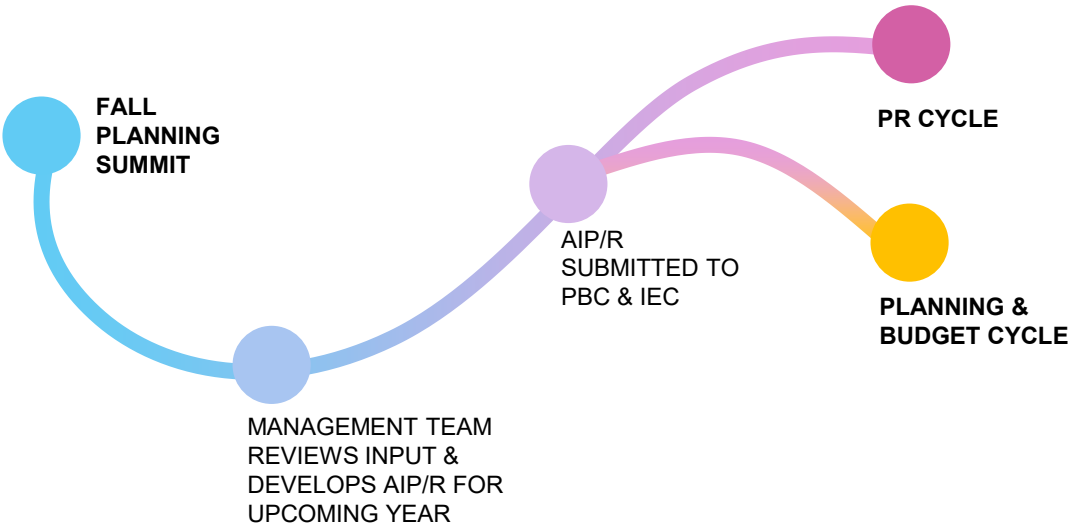 FALL
PLANNING
SUMMIT
MANAGEMENT TEAM
REVIEWS INPUT &
DEVELOPS AIP/R FOR
UPCOMING YEAR
AIP/R
SUBMITTED TO
PBC & IEC
PR CYCLE
PLANNING &
BUDGET CYCLE